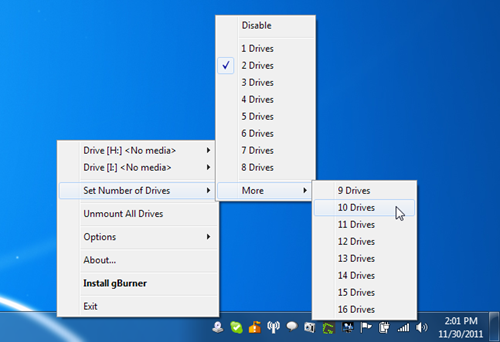 Disable
1 Drives
2 Drives
3 Drives
4 Drives
5 Drives
6 Drives
7 Drives
8 Drives
More
9 Drives
10 Drives
11 Drives
12 Drives
13 Drives
14 Drives
15 Drives
16 Drives
Drive [H:] <No media>
Drive [I:] <No media>
Set Number of Drives
Unmount All Drives
Options
About...
Install gBurner
Exit
2:01 PM
11/30/2011